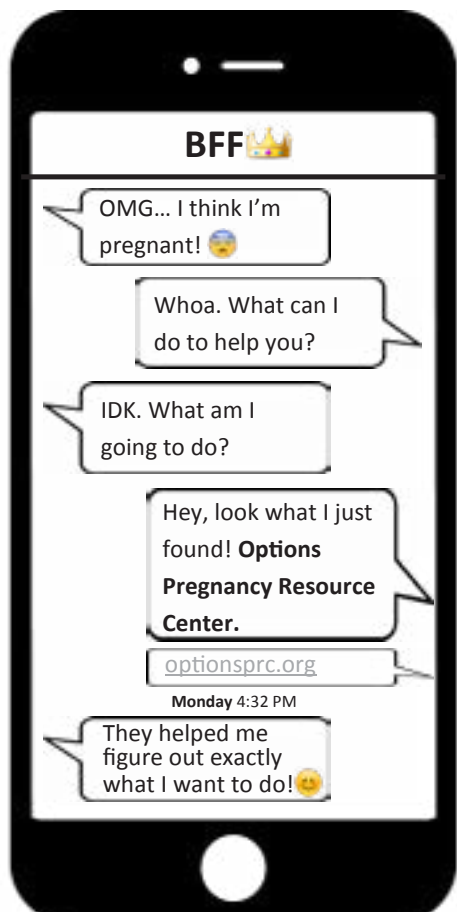 BFF👑
OMG… I think I’m
pregnant! 😰
Whoa. What can I
do to help you?
IDK. What am I
going to do?
Hey, look what I just
found! Options
Pregnancy Resource
Center.
optionsprc.org
Monday 4:32 PM
They helped me
figure out exactly
what I want to do!😊